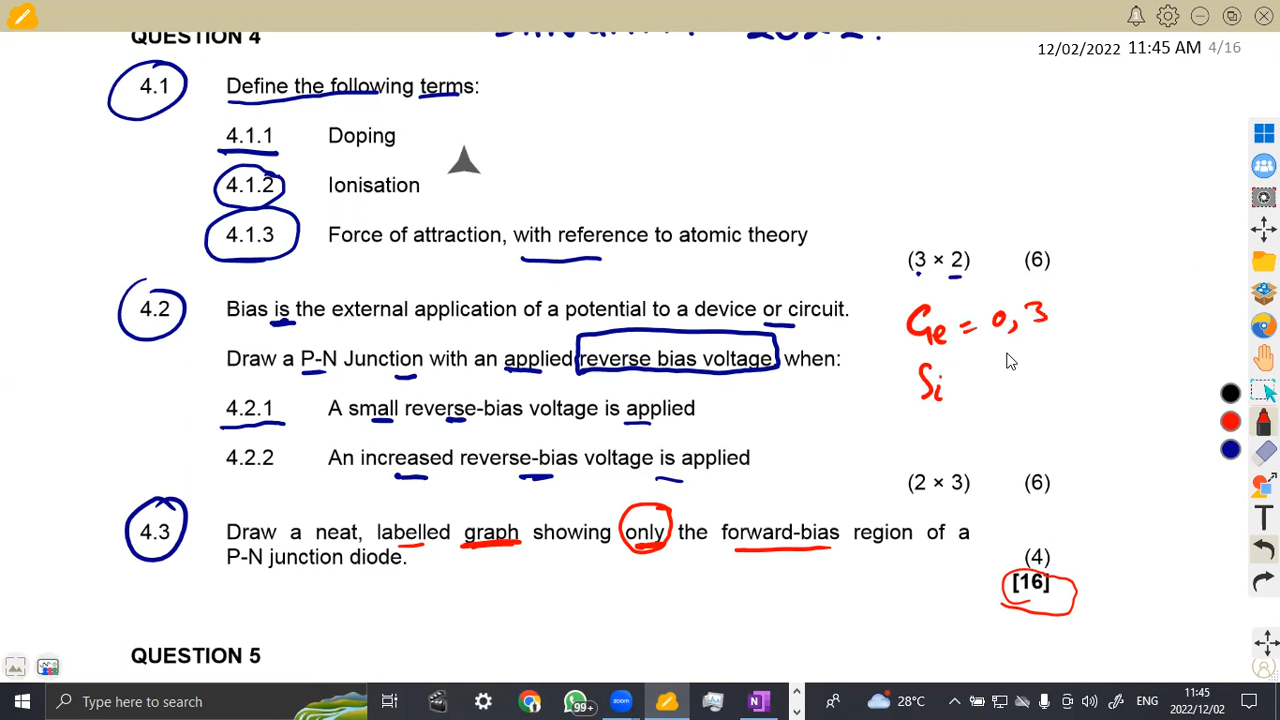 QUESTION 4
2022.
12/02/2022 11:45 AM 4/16
4.1 Define the following terms:
4.1.1 Doping
4.1.2 Ionisation
4.1.3 Force of attraction, with reference to atomic theory
(3 × 2) (6)
4.2 Bias is the external application of a potential to a device or circuit.
Ge = 0,3
Draw a P-N Junction with an applied reverse bias voltage when:
Si
4.2.1 A small reverse-bias voltage is applied
4.2.2 An increased reverse-bias voltage is applied
(2 × 3) (6)
4.3 Draw a neat, labelled graph showing only the forward-bias region of a
P-N junction diode.
(4)
[16]
QUESTION 5
Type here to search
99+
zoom
28°C
ENG
11:45
2022/12/02